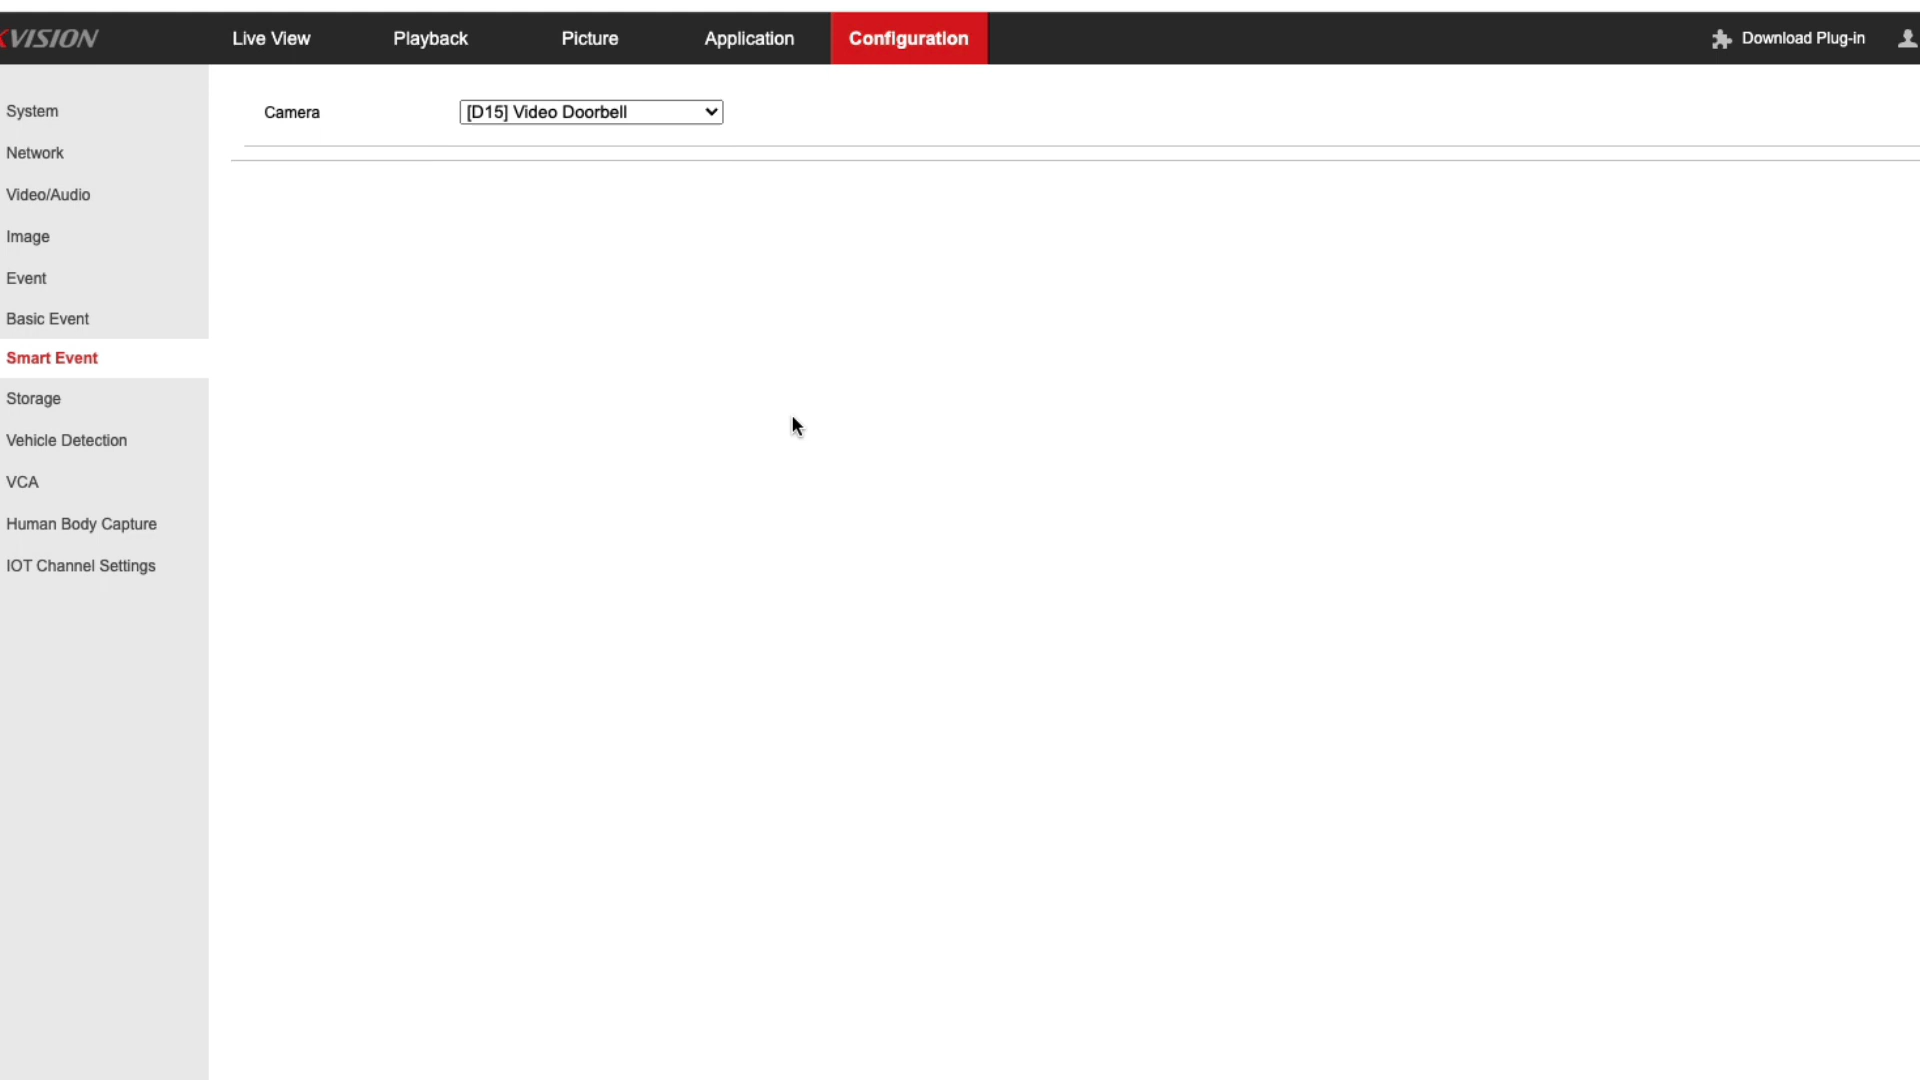 KVISION
Live View
Playback
Picture
Application
Configuration
Download Plug-in
System
Network
Video/Audio
Image
Event
Basic Event
Smart Event
Storage
Vehicle Detection
VCA
Human Body Capture
IOT Channel Settings
Camera
[D15] Video Doorbell